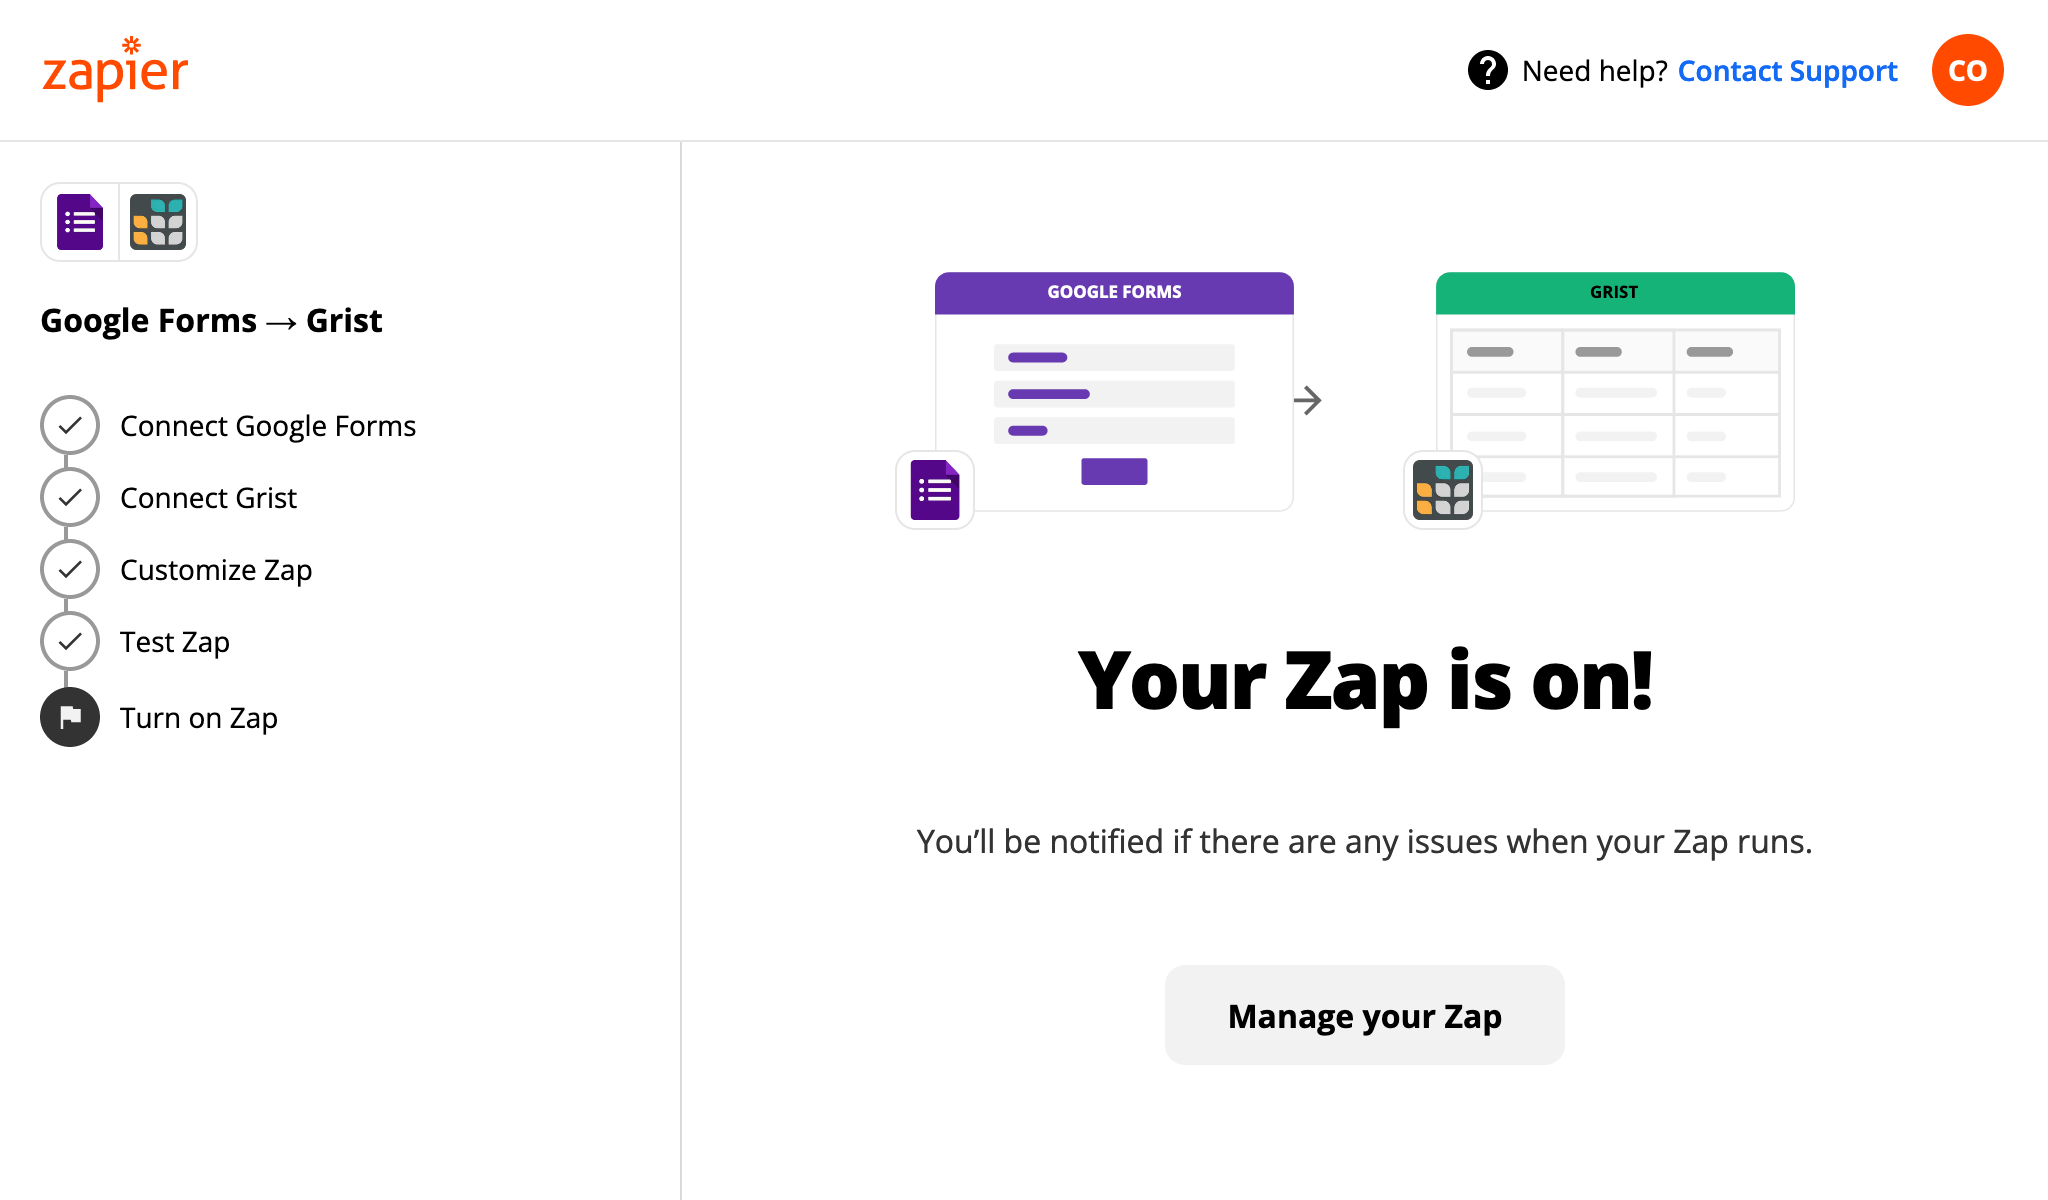 zapier
Need help? Contact Support
CO
Google Forms → Grist
Connect Google Forms
Connect Grist
Customize Zap
Test Zap
Turn on Zap
GOOGLE FORMS
GRIST
Your Zap is on!
You’ll be notified if there are any issues when your Zap runs.
Manage your Zap